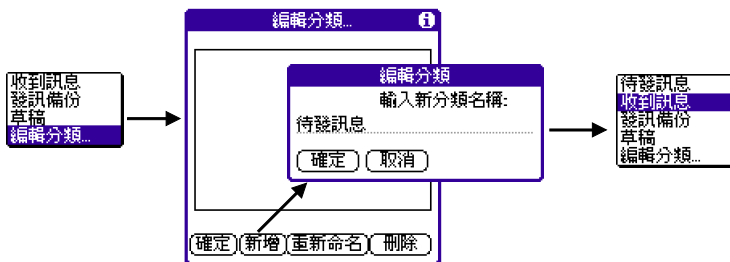 收到訊息
發訊備份
草稿
編輯分類...
編輯分類...
確定
新增
重新命名
刪除
編輯分類
輸入新分類名稱:
待發訊息
確定
取消
待發訊息
收到訊息
發訊備份
草稿
編輯分類...